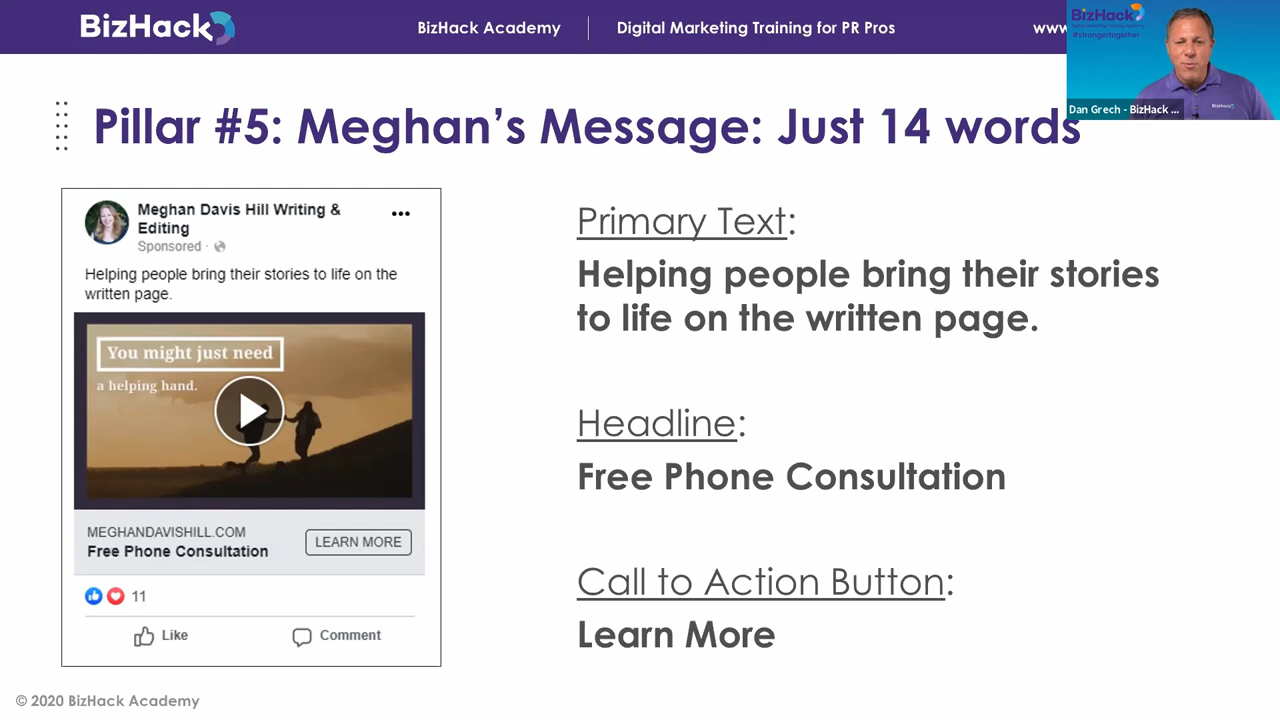 BizHack
BizHack Academy
Digital Marketing Training for PR Pros
www
BizHack
#strongertogether
Dan Grech - BizHack ...
Pillar #5: Meghan's Message: Just 14 words
Meghan Davis Hill Writing &
Editing
Sponsored ·
Helping people bring their stories to life on the
written page.
You might just need
a helping hand.
MEGHANDAVISHILL.COM
Free Phone Consultation
LEARN MORE
11
Like
Comment
Primary Text:
Helping people bring their stories
to life on the written page.
Headline:
Free Phone Consultation
Call to Action Button:
Learn More
© 2020 BizHack Academy